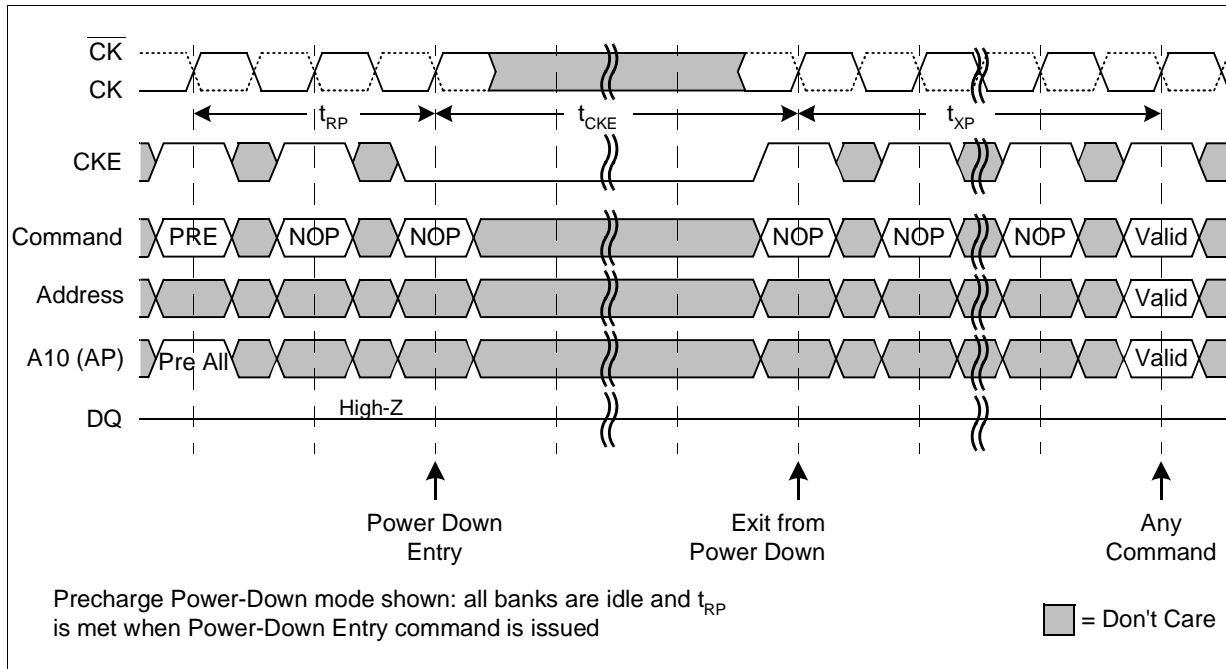 CK
CK
tRP tCKE tXP
CKE
Command PRE NOP NOP NOP NOP NOP Valid
Address Valid
A10 (AP) Pre All Valid
High-Z
DQ
Power Down
Entry
Exit from
Power Down
Any
Command
Precharge Power-Down mode shown: all banks are idle and tRP
is met when Power-Down Entry command is issued
= Don't Care